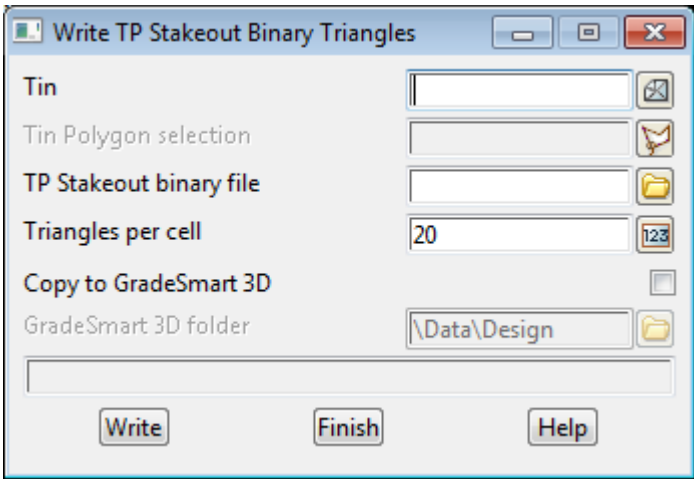 Write TP Stakeout Binary Triangles
Tin
Tin Polygon selection
TP Stakeout binary file
Triangles per cell 20 123
Copy to GradeSmart 3D
GradeSmart 3D folder \Data\Design
Write Finish Help